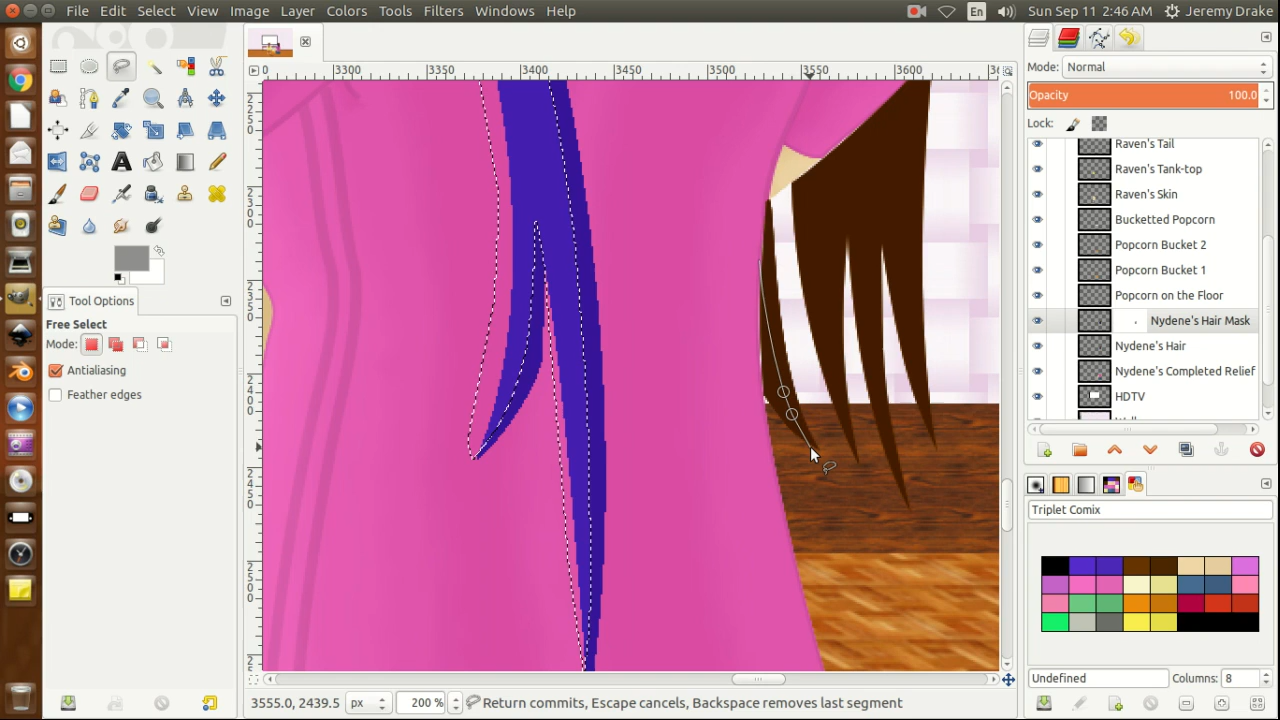 File Edit Select View Image Layer Colors Tools Filters Windows Help
En Sun Sep 11 2:46 AM Jeremy Drake
0 3300 3350 3400 3450 3500 3550 3600
Mode: Normal
Opacity 100.0
Lock:
Raven's Tail
Raven's Tank-top
Raven's Skin
Bucketted Popcorn
Popcorn Bucket 2
Popcorn Bucket 1
Popcorn on the Floor
Nydene's Hair Mask
Nydene's Hair
Nydene's Completed Relief
HDTV
Tool Options
Free Select
Mode:
Antialiasing
Feather edges
Triplet Comix
Undefined Columns: 8
3555.0, 2439.5 px 200 % Return commits, Escape cancels, Backspace removes last segment